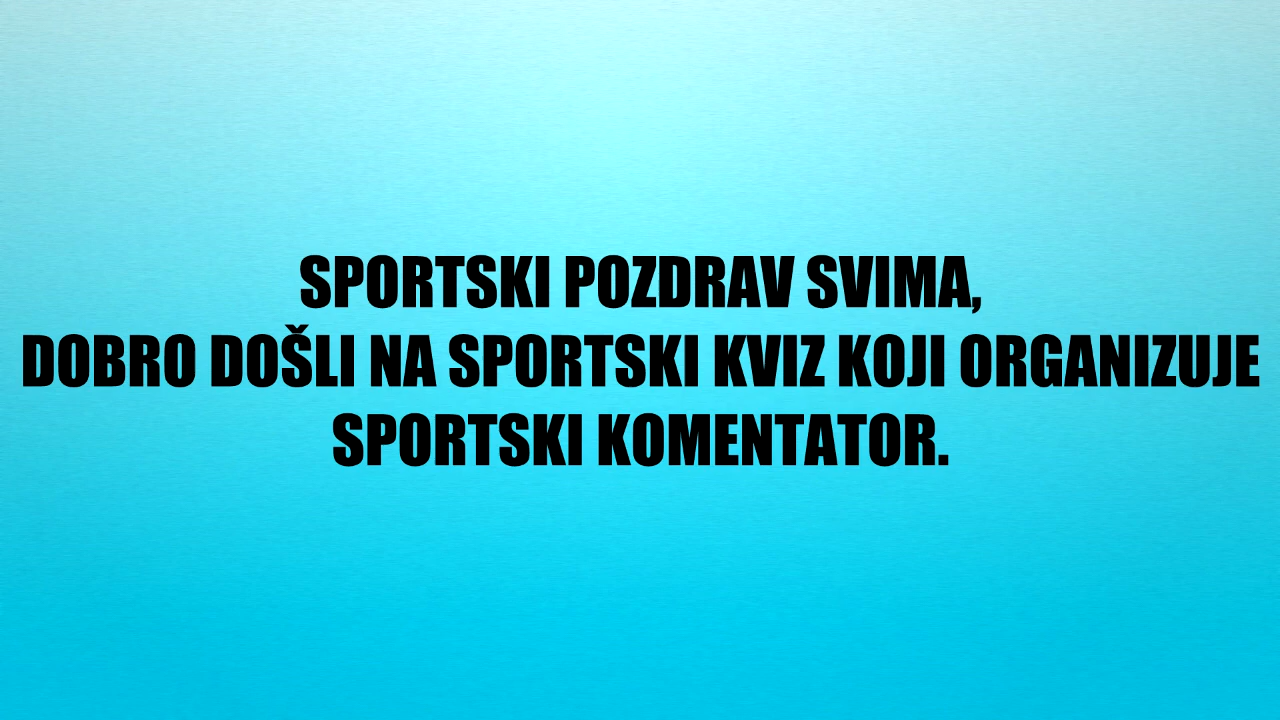 SPORTSKI POZDRAV SVIMA,
DOBRO DOŠLI NA SPORTSKI KVIZ KOJI ORGANIZUJE
SPORTSKI KOMENTATOR.